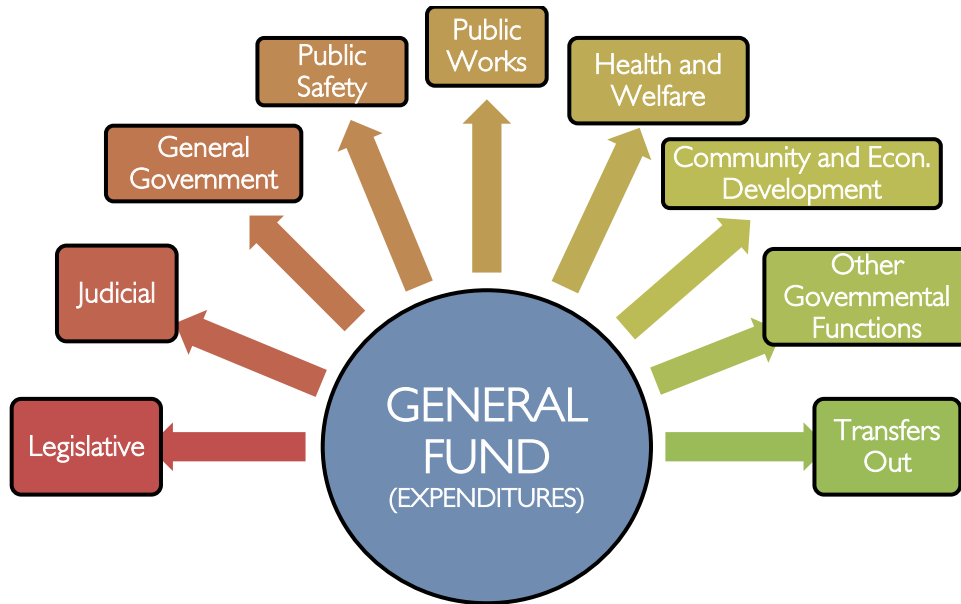 Public
Works
Public
Safety
Health and
Welfare
General
Government
Community and Econ.
Development
Judicial
Other
Governmental
Functions
Legislative
GENERAL
FUND
(EXPENDITURES)
Transfers
Out